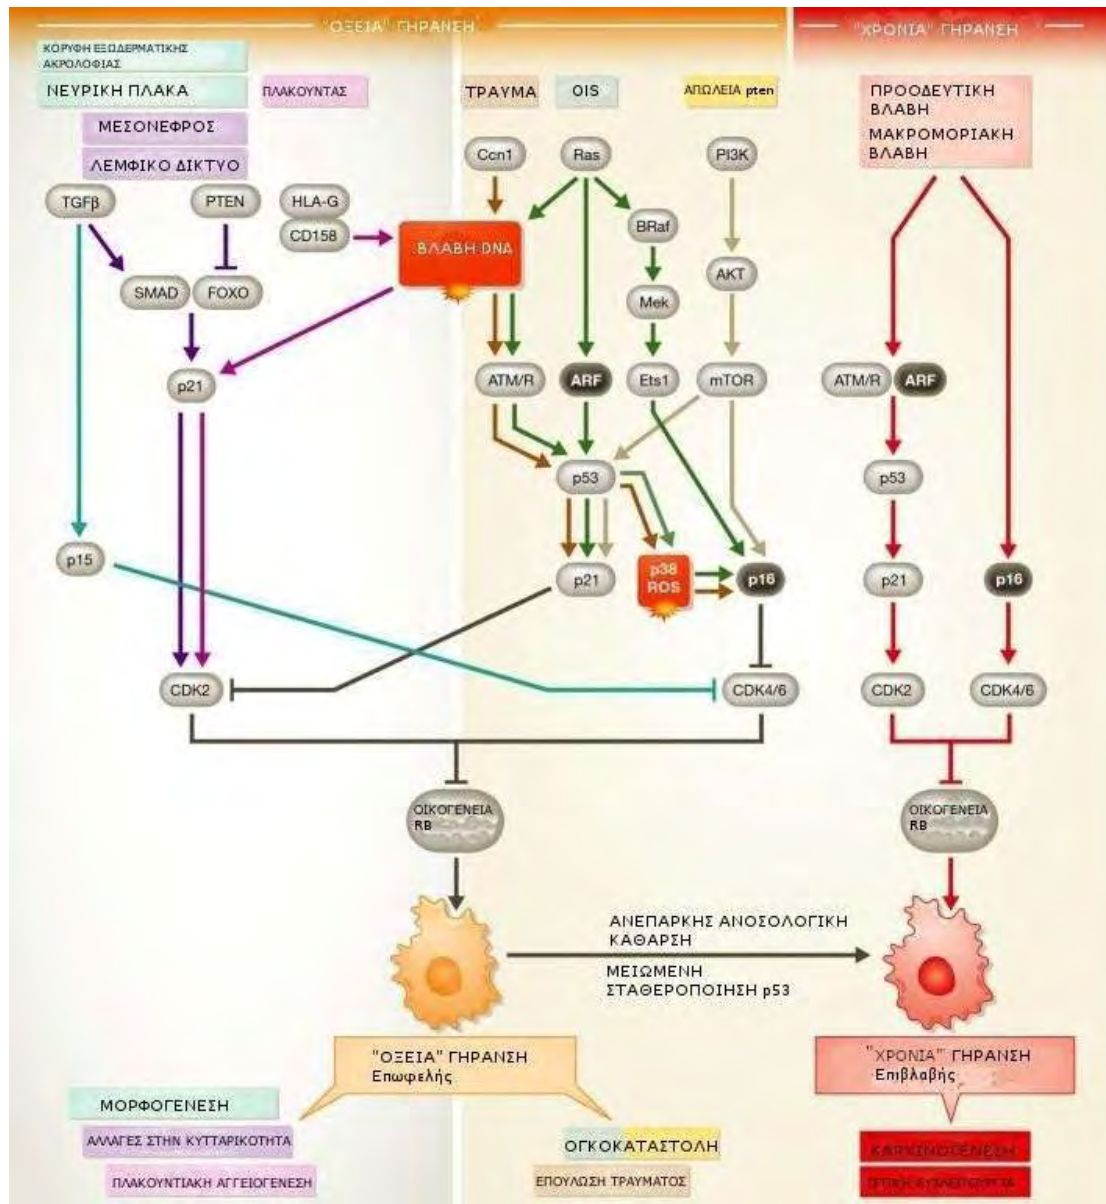 "ΟΞΕΙΑ" ΓΗΡΑΝΣΗ
"ΧΡΟΝΙΑ" ΓΗΡΑΝΣΗ
ΚΟΡΥΦΗ ΕΞΩΔΕΡΜΑΤΙΚΗΣ
ΑΚΡΟΛΟΦΙΑΣ
ΝΕΥΡΙΚΗ ΠΛΑΚΑ
ΠΛΑΚΟΥΝΤΑΣ
ΤΡΑΥΜΑ
OIS
ΑΠΩΛΕΙΑ pten
ΠΡΟΟΔΕΥΤΙΚΗ
ΒΛΑΒΗ
ΜΑΚΡΟΜΟΡΙΑΚΗ
ΒΛΑΒΗ
ΜΕΣΟΝΕΦΡΟΣ
ΛΕΜΦΙΚΟ ΔΙΚΤΥΟ
Ccn1
Ras
PI3K
TGFβ
PTEN
HLA-G
CD158
ΒΛΑΒΗ DNA
BRaf
AKT
SMAD
FOXO
Mek
p21
ATM/R
ARF
Ets1
mTOR
ATM/R
ARF
p53
p53
p15
p21
p38
ROS
p16
p21
p16
CDK2
CDK4/6
CDK2
CDK4/6
ΟΙΚΟΓΕΝΕΙΑ
RB
ΟΙΚΟΓΕΝΕΙΑ
RB
ΑΝΕΠΑΡΚΗΣ ΑΝΟΣΟΛΟΓΙΚΗ
ΚΑΘΑΡΣΗ
ΜΕΙΩΜΕΝΗ
ΣΤΑΘΕΡΟΠΟΙΗΣΗ p53
"ΟΞΕΙΑ" ΓΗΡΑΝΣΗ
Επωφελής
"ΧΡΟΝΙΑ" ΓΗΡΑΝΣΗ
Επιβλαβής
ΜΟΡΦΟΓΕΝΕΣΗ
ΑΛΛΑΓΕΣ ΣΤΗΝ ΚΥΤΤΑΡΙΚΟΤΗΤΑ
ΠΛΑΚΟΥΝΤΙΑΚΗ ΑΓΓΕΙΟΓΕΝΕΣΗ
ΟΓΚΟΚΑΤΑΣΤΟΛΗ
ΕΠΟΥΛΩΣΗ ΤΡΑΥΜΑΤΟΣ
ΚΑΡΚΙΝΟΓΕΝΕΣΗ